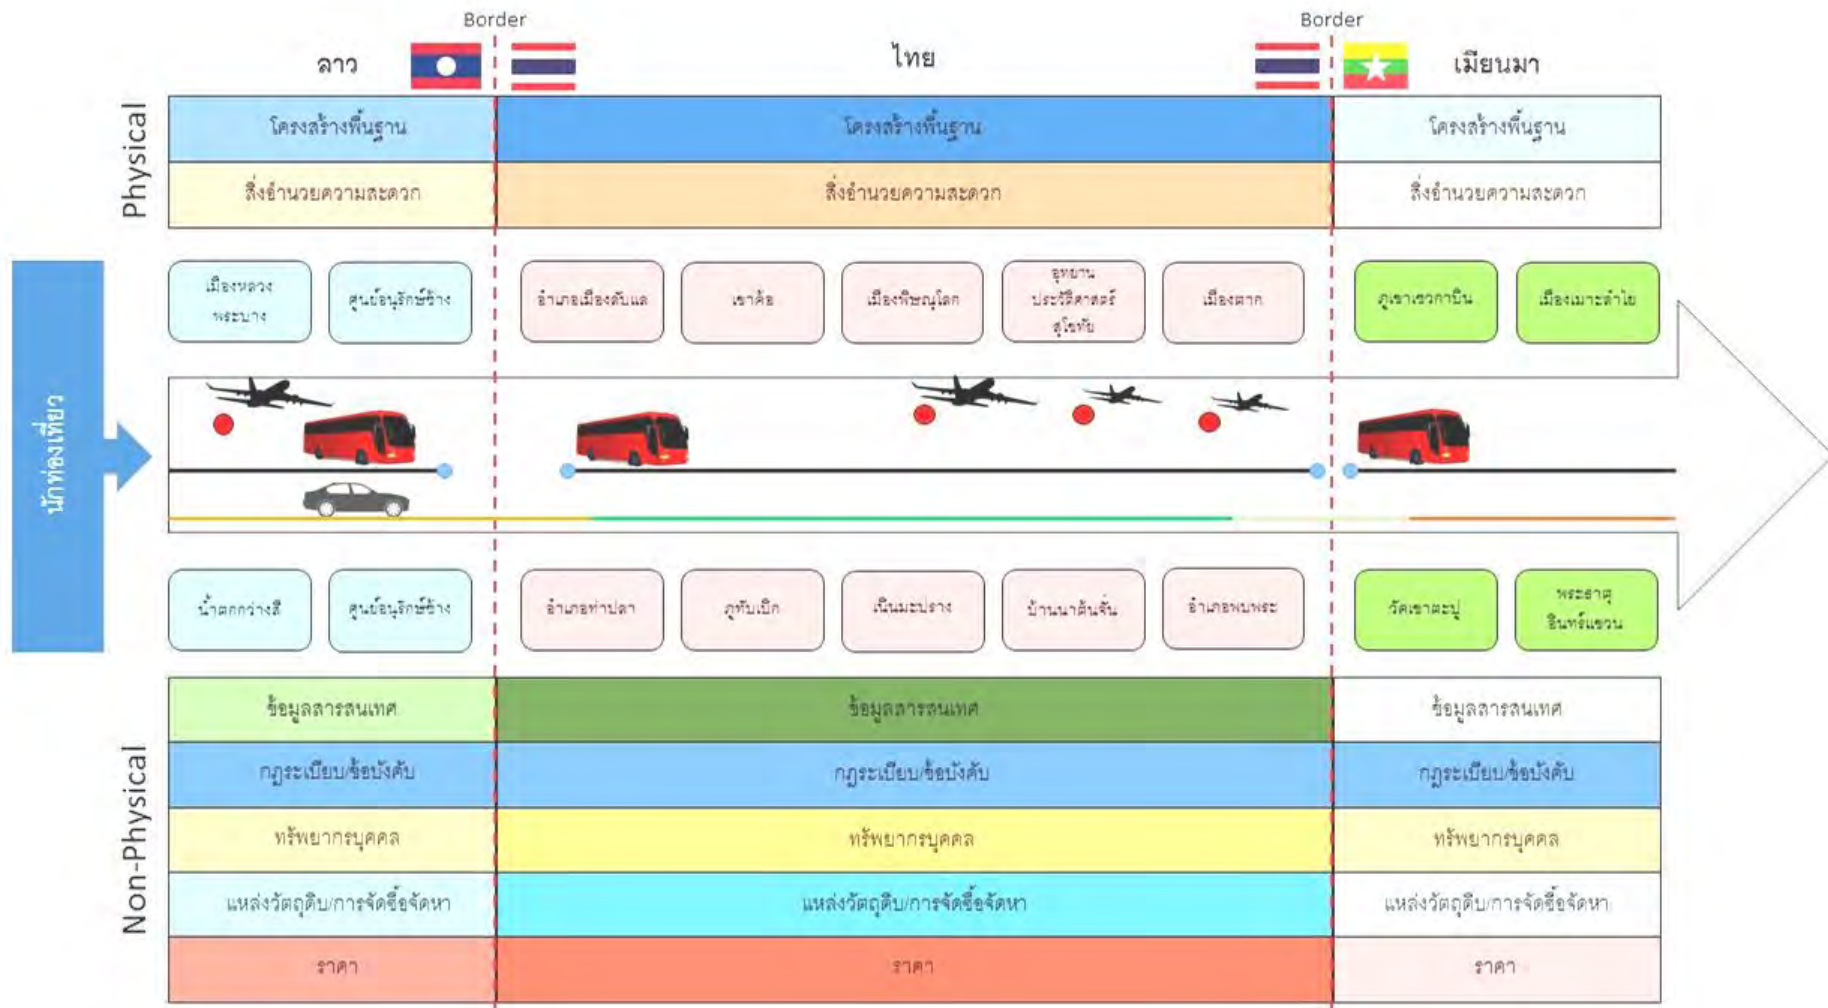 Border
Border
ลาว
ไทย
เมียนมา
Physical
โครงสร้างพื้นฐาน
โครงสร้างพื้นฐาน
โครงสร้างพื้นฐาน
สิ่งอำนวยความสะดวก
สิ่งอำนวยความสะดวก
สิ่งอำนวยความสะดวก
นักท่องเที่ยว
เมืองหลวง
พระบาง
ศูนย์อนุรักษ์ช้าง
อำเภอเมืองลับแล
เขาค้อ
เมืองพิษณุโลก
อุทยาน
ประวัติศาสตร์
สุโขทัย
เมืองตาก
ภูเขาเขวกาบิน
เมืองเมาะลำไย
น้ำตกกว่างสี
ศูนย์อนุรักษ์ช้าง
อำเภอท่าปลา
ภูทับเบิก
เนินมะปราง
บ้านนาต้นจั่น
อำเภอพบพระ
วัดเขาตะปู
พระธาตุ
อินทร์แขวน
Non-Physical
ข้อมูลสารสนเทศ
ข้อมูลสารสนเทศ
ข้อมูลสารสนเทศ
กฎระเบียบ/ข้อบังคับ
กฎระเบียบ/ข้อบังคับ
กฎระเบียบ/ข้อบังคับ
ทรัพยากรบุคคล
ทรัพยากรบุคคล
ทรัพยากรบุคคล
แหล่งวัตถุดิบ/การจัดซื้อจัดหา
แหล่งวัตถุดิบ/การจัดซื้อจัดหา
แหล่งวัตถุดิบ/การจัดซื้อจัดหา
ราคา
ราคา
ราคา